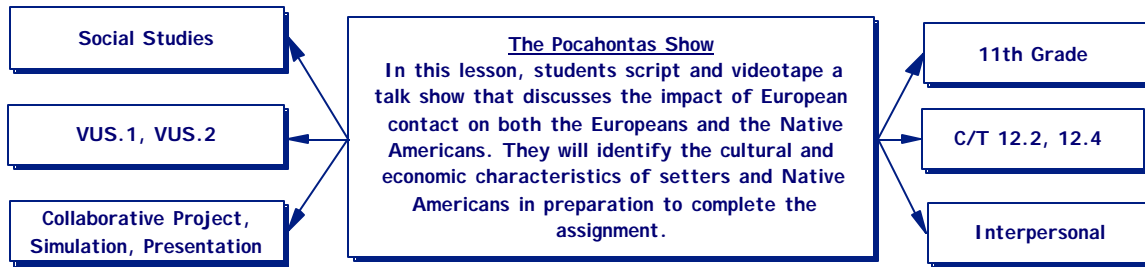 Social Studies
VUS.1, VUS.2
Collaborative Project,
Simulation, Presentation
The Pocahontas Show
In this lesson, students script and videotape a
talk show that discusses the impact of European
contact on both the Europeans and the Native
Americans. They will identify the cultural and
economic characteristics of setters and Native
Americans in preparation to complete the
assignment.
11th Grade
C/T 12.2, 12.4
Interpersonal